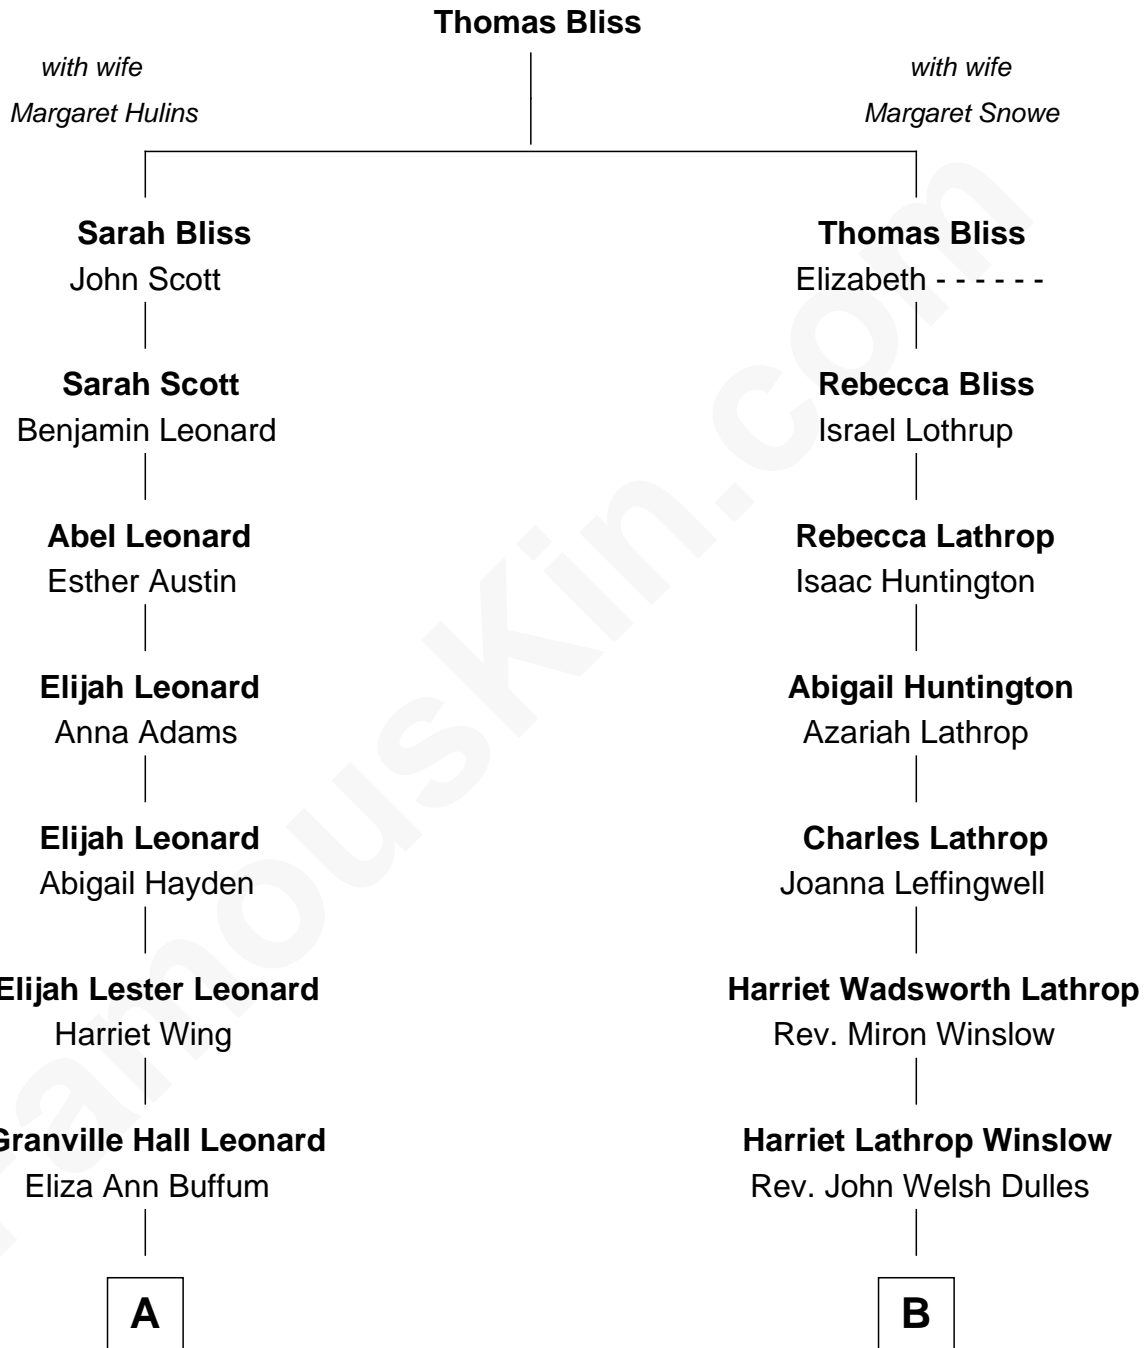 Thomas Bliss
with wife
Margaret Hulins
with wife
Margaret Snowe
Sarah Bliss
John Scott
Thomas Bliss
Elizabeth - - - - - -
Sarah Scott
Benjamin Leonard
Rebecca Bliss
Israel Lothrup
Abel Leonard
Esther Austin
Rebecca Lathrop
Isaac Huntington
Elijah Leonard
Anna Adams
Abigail Huntington
Azariah Lathrop
Elijah Leonard
Abigail Hayden
Charles Lathrop
Joanna Leffingwell
Elijah Lester Leonard
Harriet Wing
Harriet Wadsworth Lathrop
Rev. Miron Winslow
Granville Hall Leonard
Eliza Ann Buffum
Harriet Lathrop Winslow
Rev. John Welsh Dulles
A
B
FamousKin.com